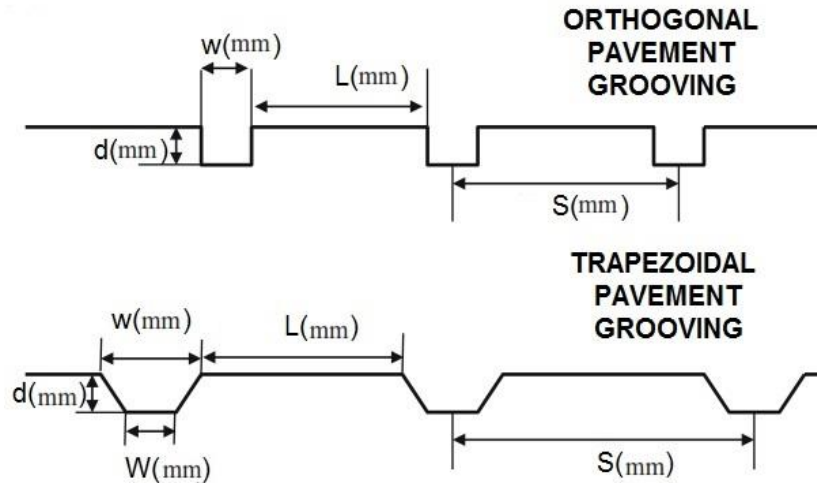 ORTHOGONAL
PAVEMENT
GROOVING
w(mm)
L(mm)
d(mm)
S(mm)
TRAPEZOIDAL
PAVEMENT
GROOVING
w(mm)
L(mm)
d(mm)
W(mm)
S(mm)